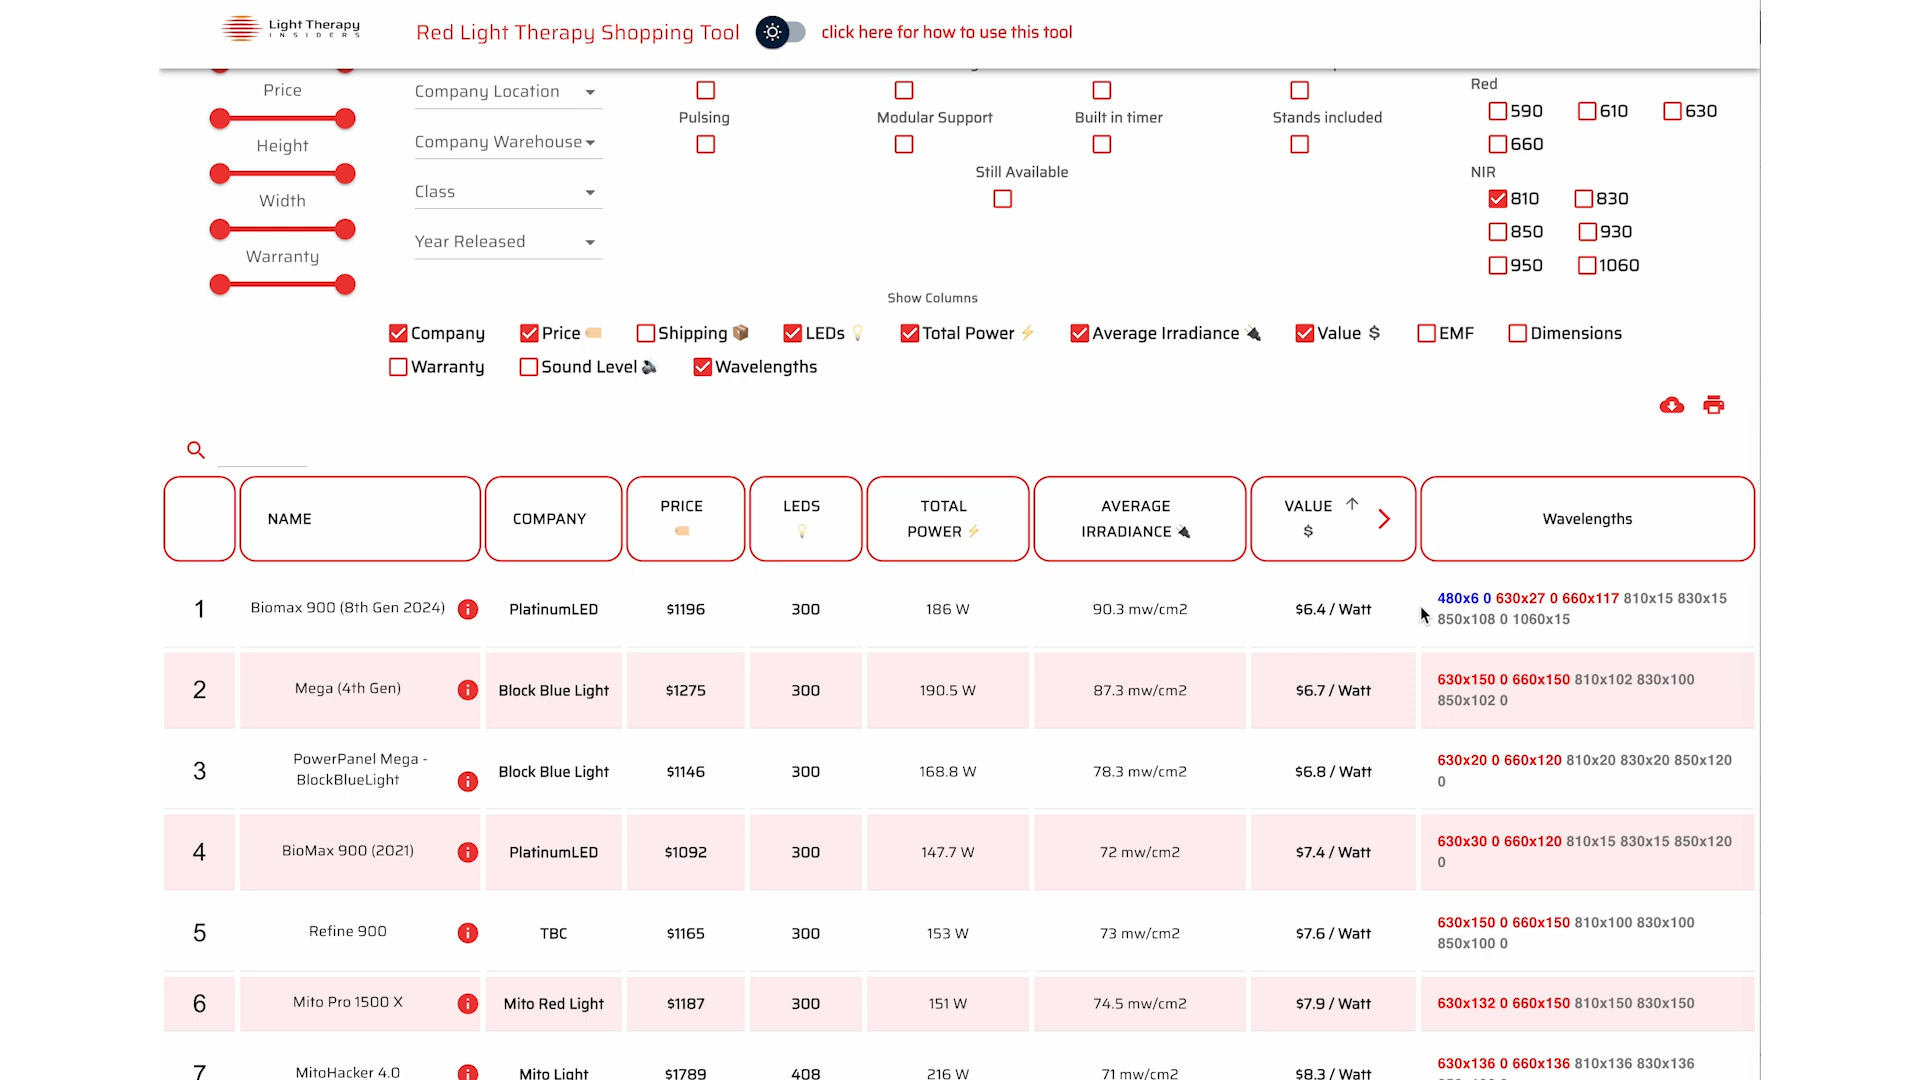 Light Therapy
INSIDERS
Red Light Therapy Shopping Tool
click here for how to use this tool
Price
Height
Width
Warranty
Company Location
Company Warehouse
Class
Year Released
Pulsing
Modular Support
Built in timer
Stands included
Still Available
Red
590 610 630
660
NIR
810 830
850 930
950 1060
Show Columns
Company Price Shipping LEDs Total Power Average Irradiance Value $ EMF Dimensions
Warranty Sound Level Wavelengths
NAME
COMPANY
PRICE
LEDS
TOTAL
POWER
AVERAGE
IRRADIANCE
VALUE
$
Wavelengths
1 Biomax 900 (8th Gen 2024) PlatinumLED $1196 300 186 W 90.3 mw/cm2 $6.4 / Watt 480x6 0 630x27 0 660x117 810x15 830x15
850x108 0 1060x15
2 Mega (4th Gen) Block Blue Light $1275 300 190.5 W 87.3 mw/cm2 $6.7 / Watt 630x150 0 660x150 810x102 830x100
850x102 0
3 PowerPanel Mega -
BlockBlueLight Block Blue Light $1146 300 168.8 W 78.3 mw/cm2 $6.8 / Watt 630x20 0 660x120 810x20 830x20 850x120
0
4 BioMax 900 (2021) PlatinumLED $1092 300 147.7 W 72 mw/cm2 $7.4 / Watt 630x30 0 660x120 810x15 830x15 850x120
0
5 Refine 900 TBC $1165 300 153 W 73 mw/cm2 $7.6 / Watt 630x150 0 660x150 810x100 830x100
850x100 0
6 Mito Pro 1500 X Mito Red Light $1187 300 151 W 74.5 mw/cm2 $7.9 / Watt 630x132 0 660x150 810x150 830x150
7 MitoHacker 4.0 Mito Light $1789 408 216 W 71 mw/cm2 $8.3 / Watt 630x136 0 660x136 810x136 830x136